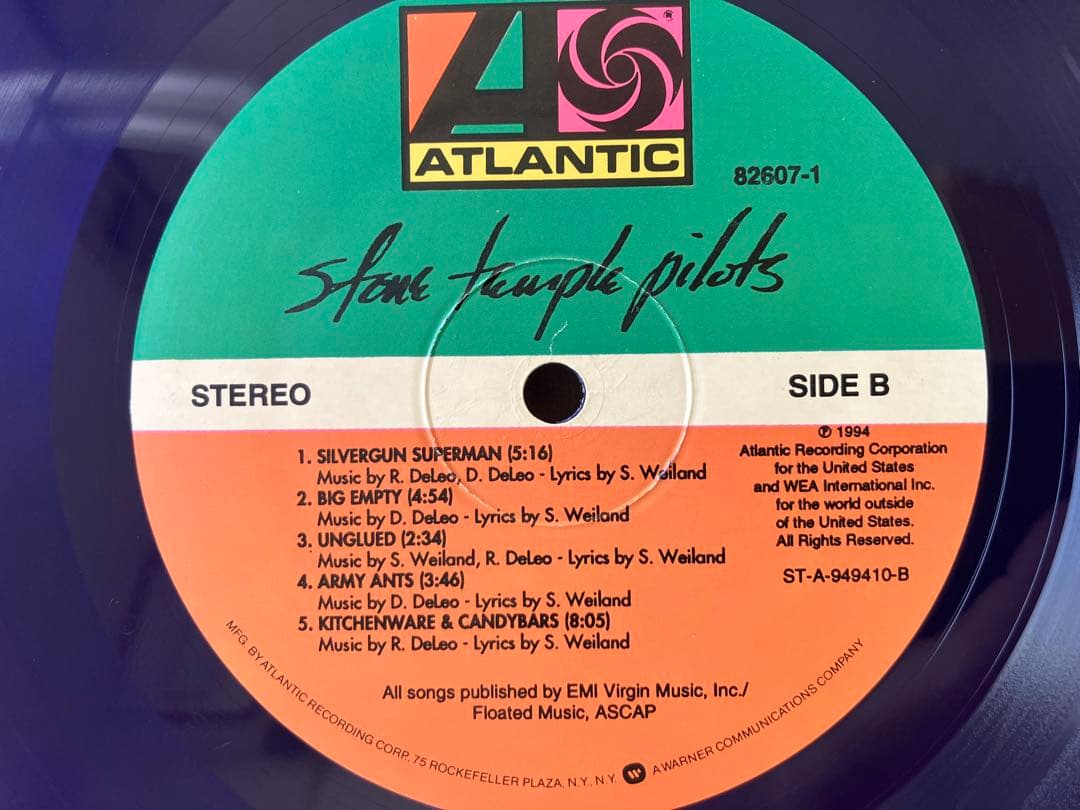 ®
ATLANTIC
82607-1
stone temple pilots
STEREO
SIDE B
℗ 1994
Atlantic Recording Corporation
for the United States
and WEA International Inc.
for the world outside
of the United States.
All Rights Reserved.
ST-A-949410-B
1. SILVERGUN SUPERMAN (5:16)
Music by R. DeLeo, D. DeLeo - Lyrics by S. Weiland
2. BIG EMPTY (4:54)
Music by D. DeLeo - Lyrics by S. Weiland
3. UNGLUED (2:34)
Music by S. Weiland, R. DeLeo - Lyrics by S. Weiland
4. ARMY ANTS (3:46)
Music by D. DeLeo - Lyrics by S. Weiland
5. KITCHENWARE & CANDYBARS (8:05)
Music by R. DeLeo - Lyrics by S. Weiland
All songs published by EMI Virgin Music, Inc./
Floated Music, ASCAP
MFG. BY ATLANTIC RECORDING CORP. 75 ROCKEFELLER PLAZA, N.Y., N.Y. A WARNER COMMUNICATIONS COMPANY